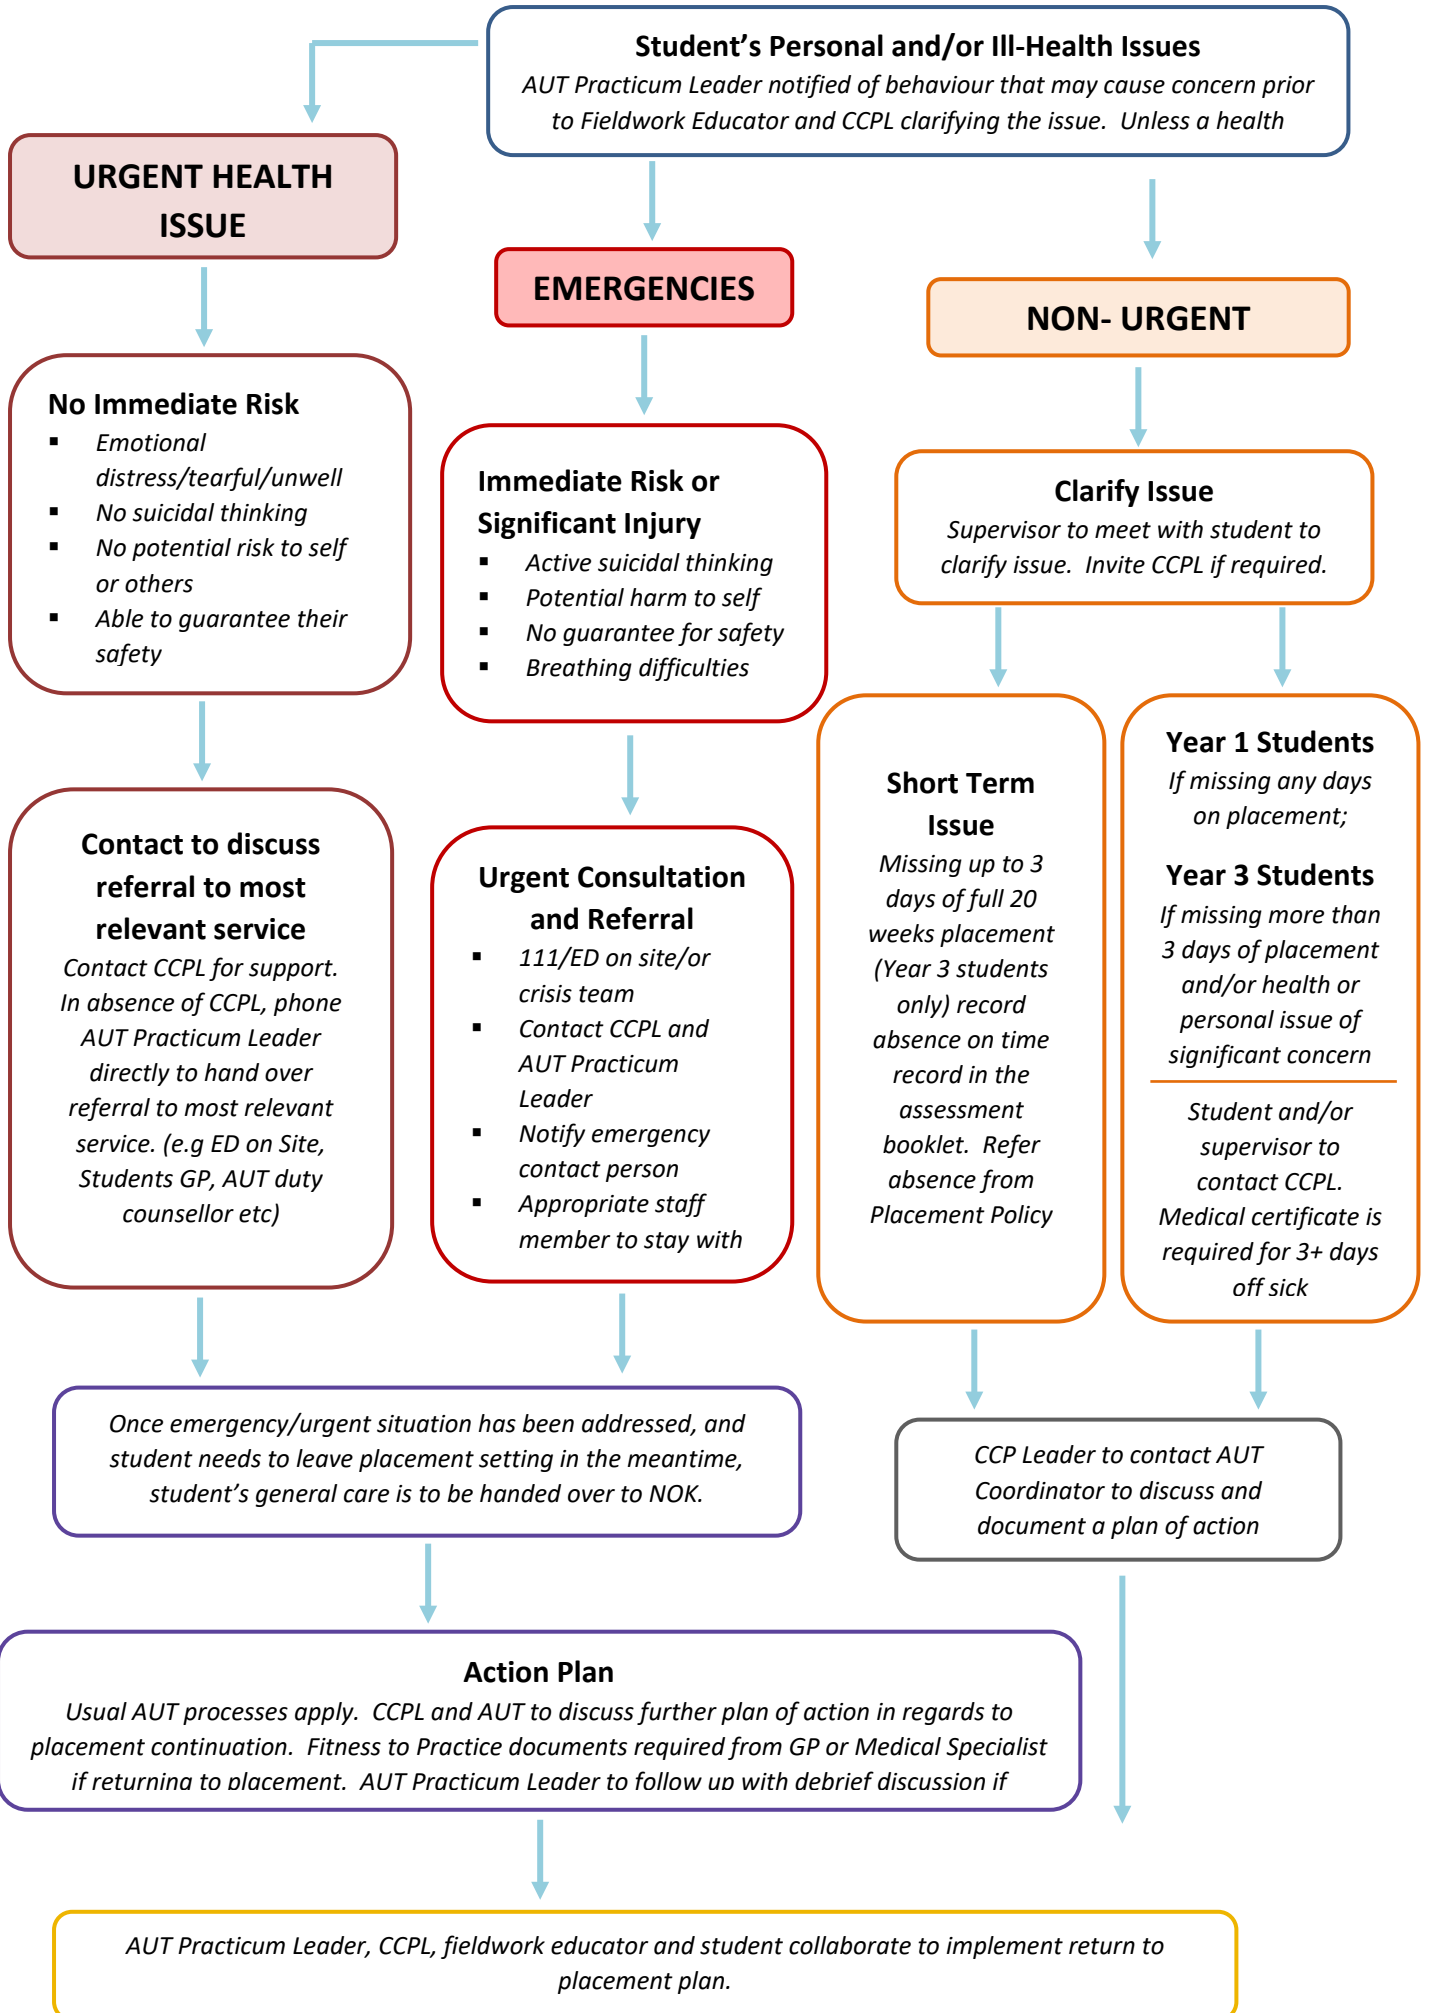 Student’s Personal and/or Ill-Health Issues
AUT Practicum Leader notified of behaviour that may cause concern prior
to Fieldwork Educator and CCPL clarifying the issue.  Unless a health
URGENT HEALTH
ISSUE
EMERGENCIES
NON- URGENT
No Immediate Risk
▪ Emotional
distress/tearful/unwell
▪ No suicidal thinking
▪ No potential risk to self
or others
▪ Able to guarantee their
safety
Immediate Risk or
Significant Injury
▪ Active suicidal thinking
▪ Potential harm to self
▪ No guarantee for safety
▪ Breathing difficulties
Clarify Issue
Supervisor to meet with student to
clarify issue.  Invite CCPL if required.
Contact to discuss
referral to most
relevant service
Contact CCPL for support.
In absence of CCPL, phone
AUT Practicum Leader
directly to hand over
referral to most relevant
service. (e.g ED on Site,
Students GP, AUT duty
counsellor etc)
Urgent Consultation
and Referral
▪ 111/ED on site/or
crisis team
▪ Contact CCPL and
AUT Practicum
Leader
▪ Notify emergency
contact person
▪ Appropriate staff
member to stay with
Short Term
Issue
Missing up to 3
days of full 20
weeks placement
(Year 3 students
only) record
absence on time
record in the
assessment
booklet.  Refer
absence from
Placement Policy
Year 1 Students
If missing any days
on placement;
Year 3 Students
If missing more than
3 days of placement
and/or health or
personal issue of
significant concern
Student and/or
supervisor to
contact CCPL.
Medical certificate is
required for 3+ days
off sick
Once emergency/urgent situation has been addressed, and
student needs to leave placement setting in the meantime,
student’s general care is to be handed over to NOK.
CCP Leader to contact AUT
Coordinator to discuss and
document a plan of action
Action Plan
Usual AUT processes apply.  CCPL and AUT to discuss further plan of action in regards to
placement continuation.  Fitness to Practice documents required from GP or Medical Specialist
if returning to placement.  AUT Practicum Leader to follow up with debrief discussion if
AUT Practicum Leader, CCPL, fieldwork educator and student collaborate to implement return to
placement plan.